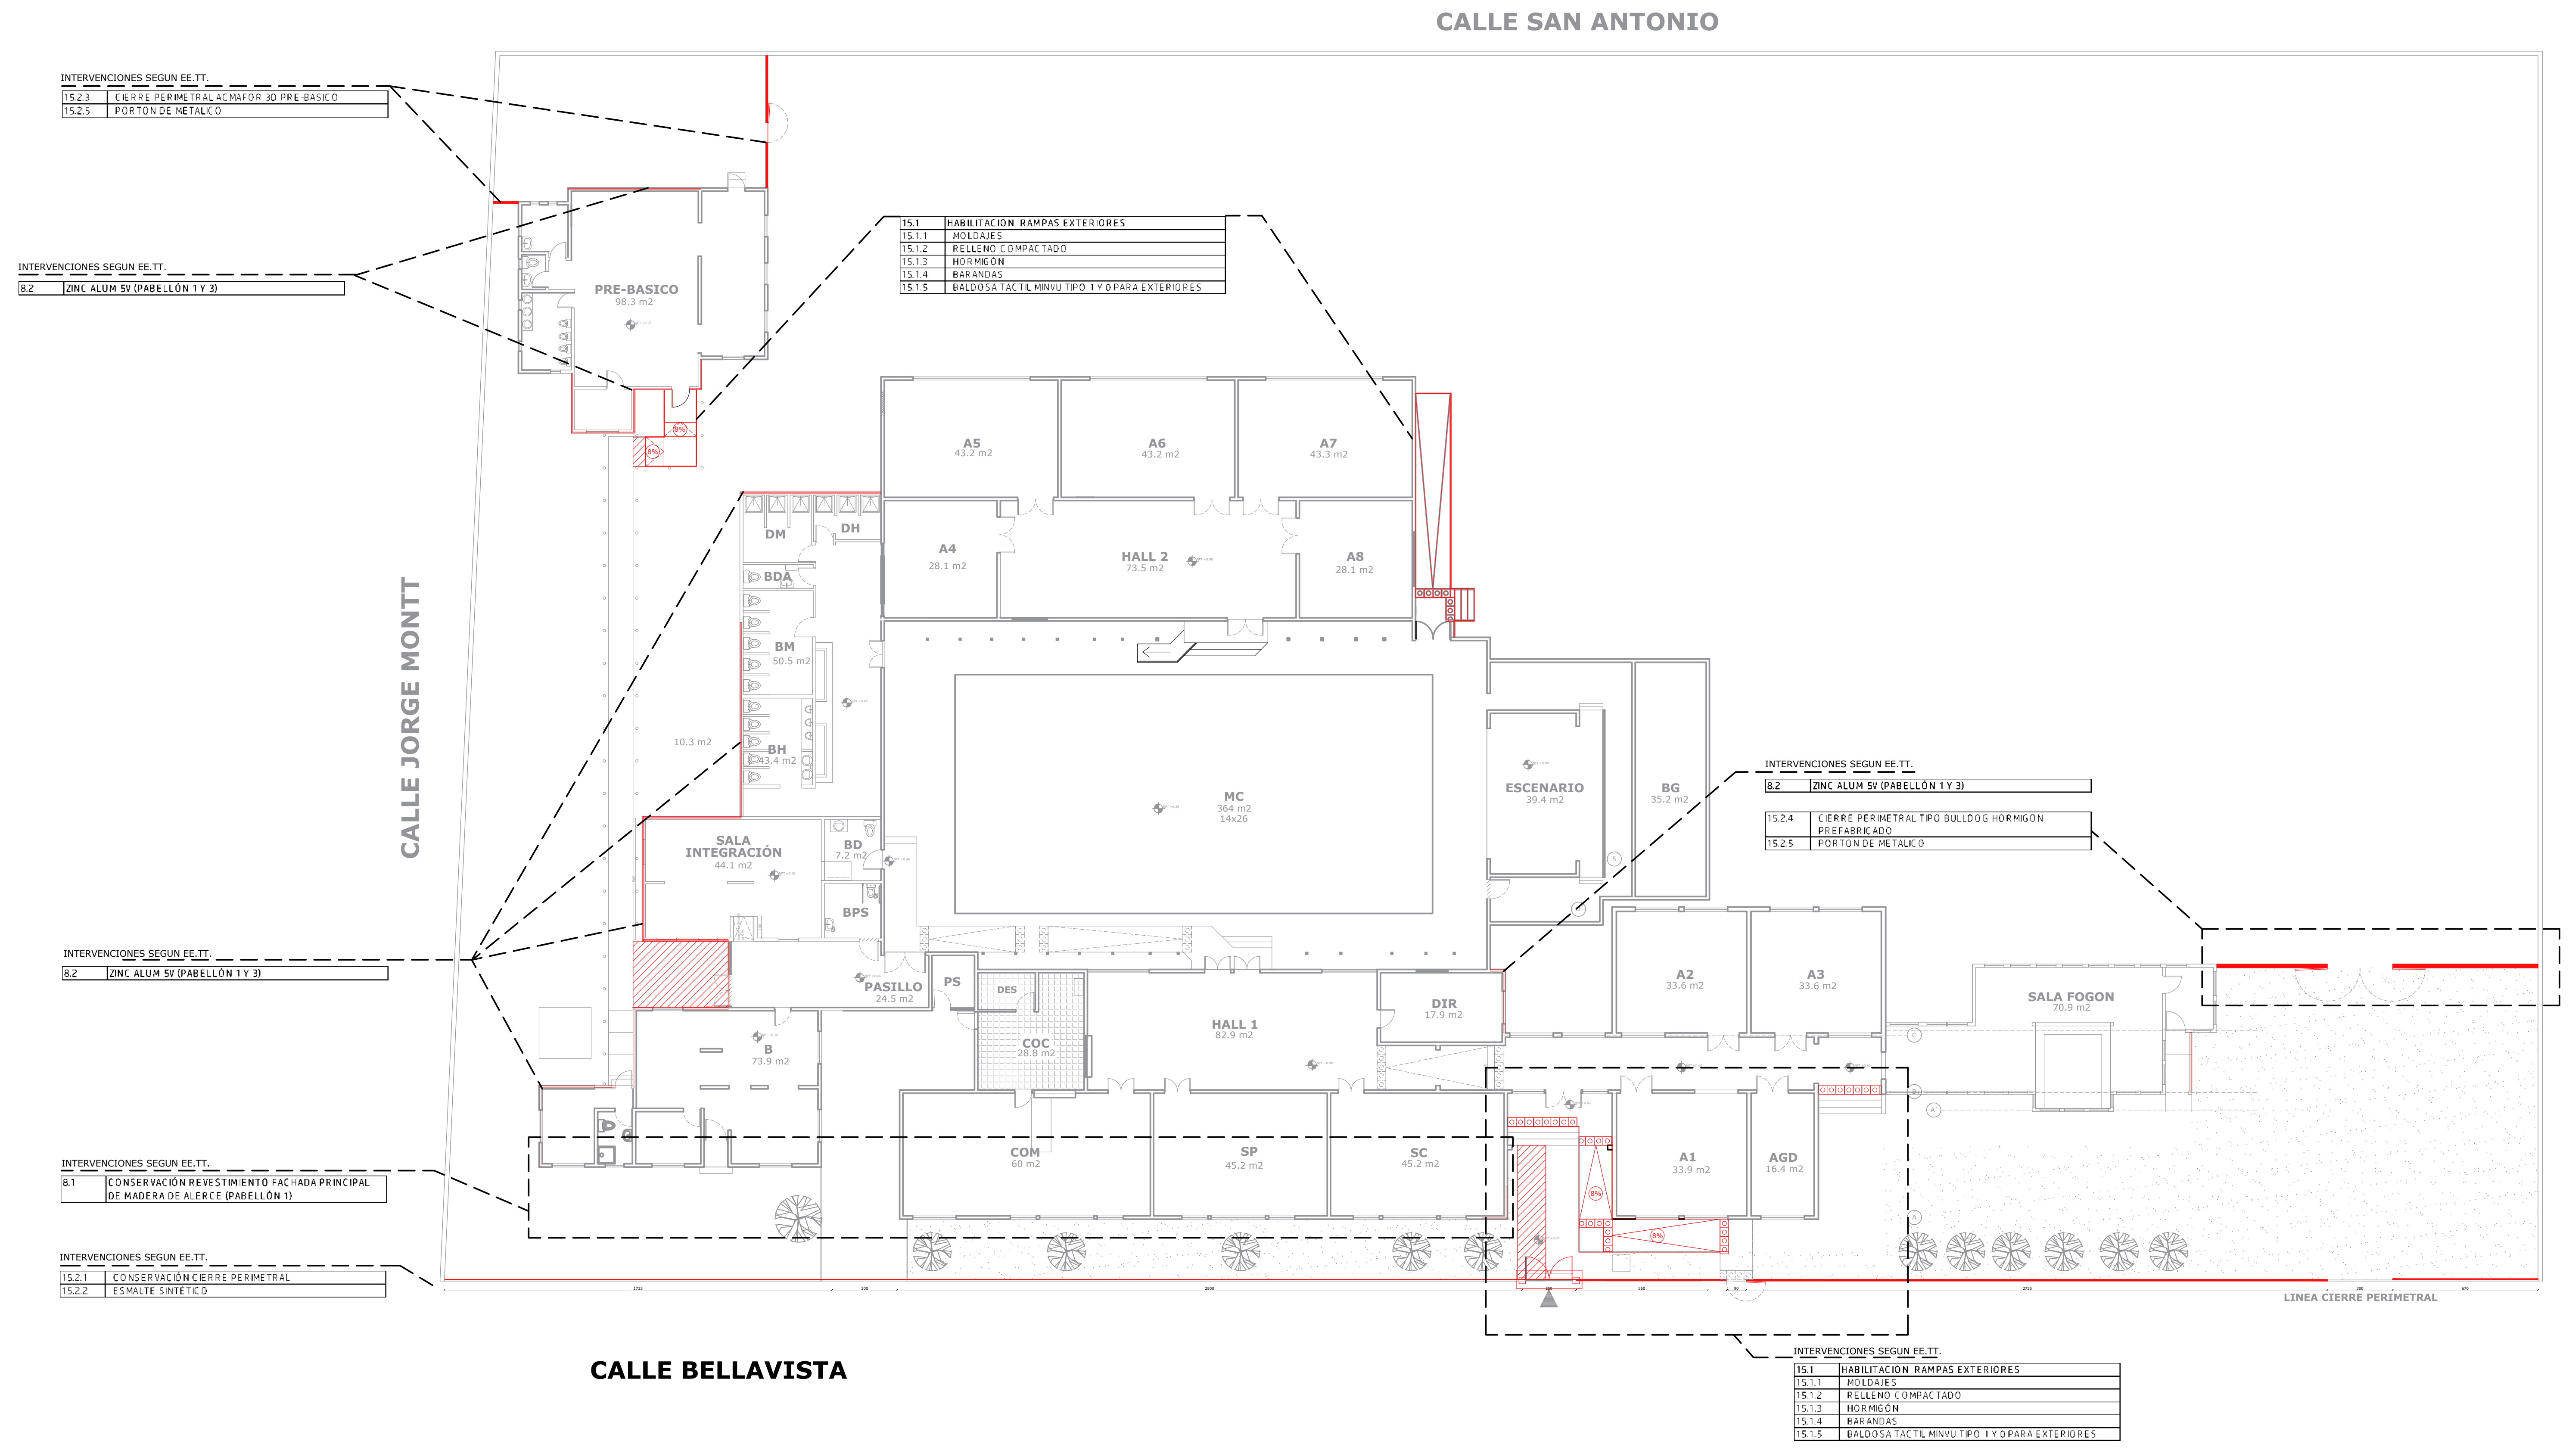 CALLE SAN ANTONIO
INTERVENCIONES SEGUN EE.TT.
15.2.3 CIERRE PERIMETRAL ACMAFOR 3D PRE-BASICO
15.2.5 PORTON DE METALICO
INTERVENCIONES SEGUN EE.TT.
8.2 ZINC ALUM 5V (PABELLÓN 1 Y 3)
15.1 HABILITACION RAMPAS EXTERIORES
15.1.1 MOLDAJES
15.1.2 RELLENO COMPACTADO
15.1.3 HORMIGÓN
15.1.4 BARANDAS
15.1.5 BALDOSA TACTIL MINVU TIPO 1 Y 0 PARA EXTERIORES
PRE-BASICO
98.3 m2
8%
8%
A5
43.2 m2
A6
43.2 m2
A7
43.3 m2
DM
DH
A4
28.1 m2
HALL 2
73.5 m2
A8
28.1 m2
BDA
BM
50.5 m2
CALLE JORGE MONTT
10.3 m2
BH
43.4 m2
MC
364 m2
14x26
ESCENARIO
39.4 m2
BG
35.2 m2
INTERVENCIONES SEGUN EE.TT.
8.2 ZINC ALUM 5V (PABELLÓN 1 Y 3)
15.2.4 CIERRE PERIMETRAL TIPO BULLDOG HORMIGON
PREFABRICADO
15.2.5 PORTON DE METALICO
SALA
INTEGRACIÓN
44.1 m2
BD
7.2 m2
BPS
S
INTERVENCIONES SEGUN EE.TT.
8.2 ZINC ALUM 5V (PABELLÓN 1 Y 3)
PASILLO
24.5 m2
PS
DES
COC
28.8 m2
HALL 1
82.9 m2
DIR
17.9 m2
A2
33.6 m2
A3
33.6 m2
SALA FOGON
70.9 m2
C
B
73.9 m2
A'
INTERVENCIONES SEGUN EE.TT.
8.1 CONSERVACIÓN REVESTIMIENTO FACHADA PRINCIPAL
DE MADERA DE ALERCE (PABELLÓN 1)
COM
60 m2
SP
45.2 m2
SC
45.2 m2
A1
33.9 m2
AGD
16.4 m2
8%
8%
A
INTERVENCIONES SEGUN EE.TT.
15.2.1 CONSERVACIÓN CIERRE PERIMETRAL
15.2.2 ESMALTE SINTÉTICO
LINEA CIERRE PERIMETRAL
CALLE BELLAVISTA
INTERVENCIONES SEGUN EE.TT.
15.1 HABILITACION RAMPAS EXTERIORES
15.1.1 MOLDAJES
15.1.2 RELLENO COMPACTADO
15.1.3 HORMIGÓN
15.1.4 BARANDAS
15.1.5 BALDOSA TACTIL MINVU TIPO 1 Y 0 PARA EXTERIORES